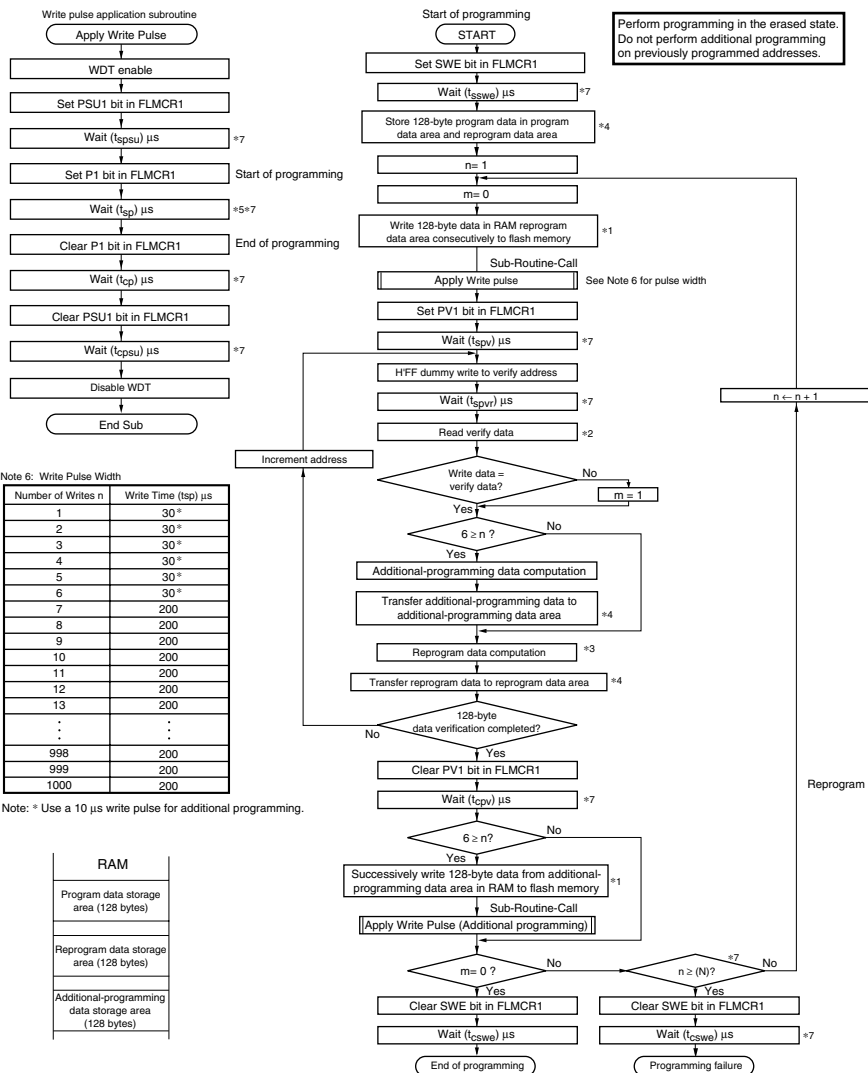 Write pulse application subroutine
Apply Write Pulse
WDT enable
Set PSU1 bit in FLMCR1
Wait (tspsu) μs
*7
Set P1 bit in FLMCR1
Start of programming
Wait (tsp) μs
*5*7
Clear P1 bit in FLMCR1
End of programming
Wait (tcp) μs
*7
Clear PSU1 bit in FLMCR1
Wait (tcpsu) μs
*7
Disable WDT
End Sub
Note 6: Write Pulse Width
Number of Writes n Write Time (tsp) μs
1 30*
2 30*
3 30*
4 30*
5 30*
6 30*
7 200
8 200
9 200
10 200
11 200
12 200
13 200
. .
. .
. .
998 200
999 200
1000 200
Note: * Use a 10 μs write pulse for additional programming.
RAM
Program data storage
area (128 bytes)
Reprogram data storage
area (128 bytes)
Additional-programming
data storage area
(128 bytes)
Start of programming
START
Set SWE bit in FLMCR1
Wait (tsswe) μs
*7
Store 128-byte program data in program
data area and reprogram data area
*4
n= 1
m= 0
Write 128-byte data in RAM reprogram
data area consecutively to flash memory
*1
Sub-Routine-Call
Apply Write pulse
See Note 6 for pulse width
Set PV1 bit in FLMCR1
Wait (tspv) μs
*7
H'FF dummy write to verify address
Wait (tspvr) μs
*7
Read verify data
*2
Increment address
Write data =
verify data?
No
m = 1
Yes
6 ≥ n ?
No
Yes
Additional-programming data computation
Transfer additional-programming data to
additional-programming data area
*4
Reprogram data computation
*3
Transfer reprogram data to reprogram data area
*4
128-byte
data verification completed?
No
Yes
Clear PV1 bit in FLMCR1
Wait (tcpv) μs
*7
6 ≥ n?
No
Yes
Successively write 128-byte data from additional-
programming data area in RAM to flash memory
*1
Sub-Routine-Call
Apply Write Pulse (Additional programming)
m= 0 ?
No
Yes
Clear SWE bit in FLMCR1
Wait (tcswe) μs
End of programming
n ≥ (N)?
*7
No
Yes
Clear SWE bit in FLMCR1
Wait (tcswe) μs
*7
Programming failure
n ← n + 1
Reprogram
Perform programming in the erased state.
Do not perform additional programming
on previously programmed addresses.